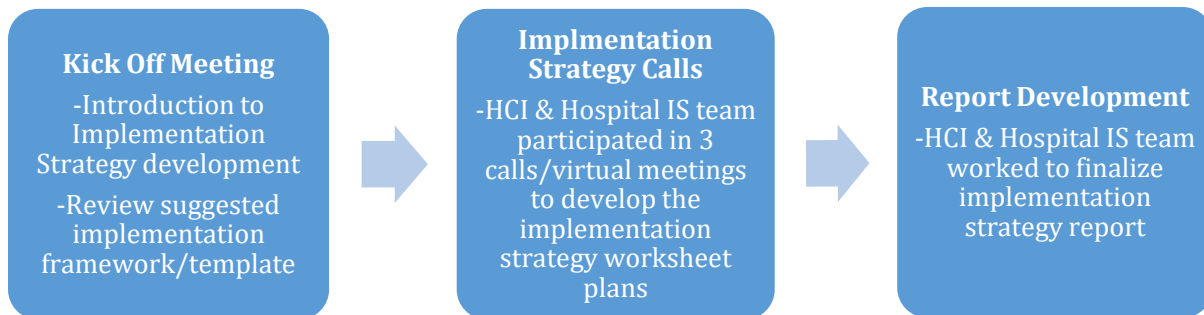 Kick Off Meeting
-Introduction to
Implementation
Strategy development
-Review suggested
implementation
framework/template
Implmentation
Strategy Calls
-HCI & Hospital IS team
participated in 3
calls/virtual meetings
to develop the
implementation
strategy worksheet
plans
Report Development
-HCI & Hospital IS team
worked to finalize
implementation
strategy report